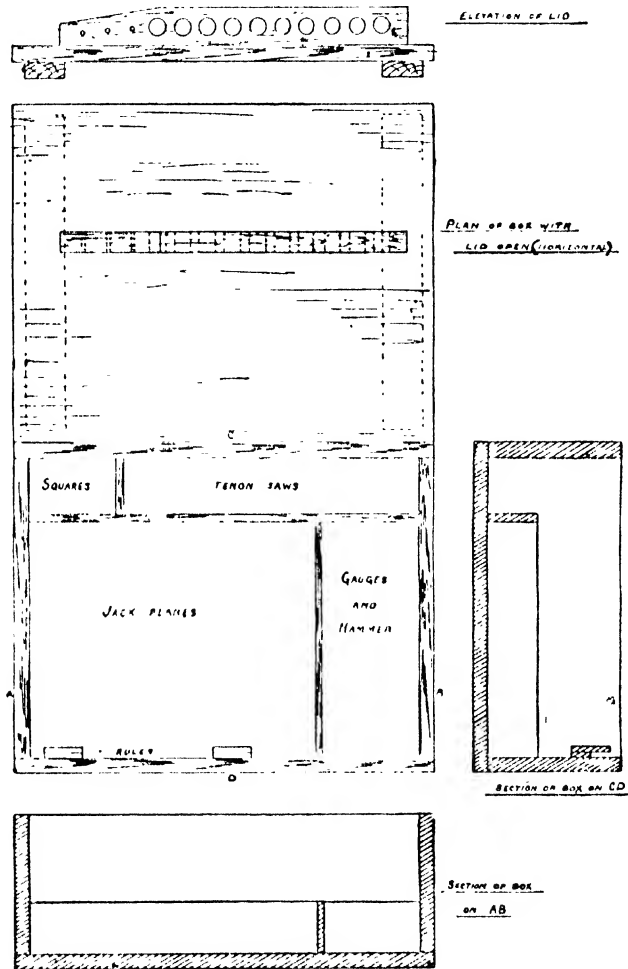 ELEVATION OF LID
PLAN OF BOX WITH
LID OPEN (HORIZONTAL)
C
SQUARES
TENON SAWS
GAUGES
AND
HAMMER
JACK PLANES
A
RULES
D
SECTION OF BOX ON CD
SECTION OF BOX
ON AB